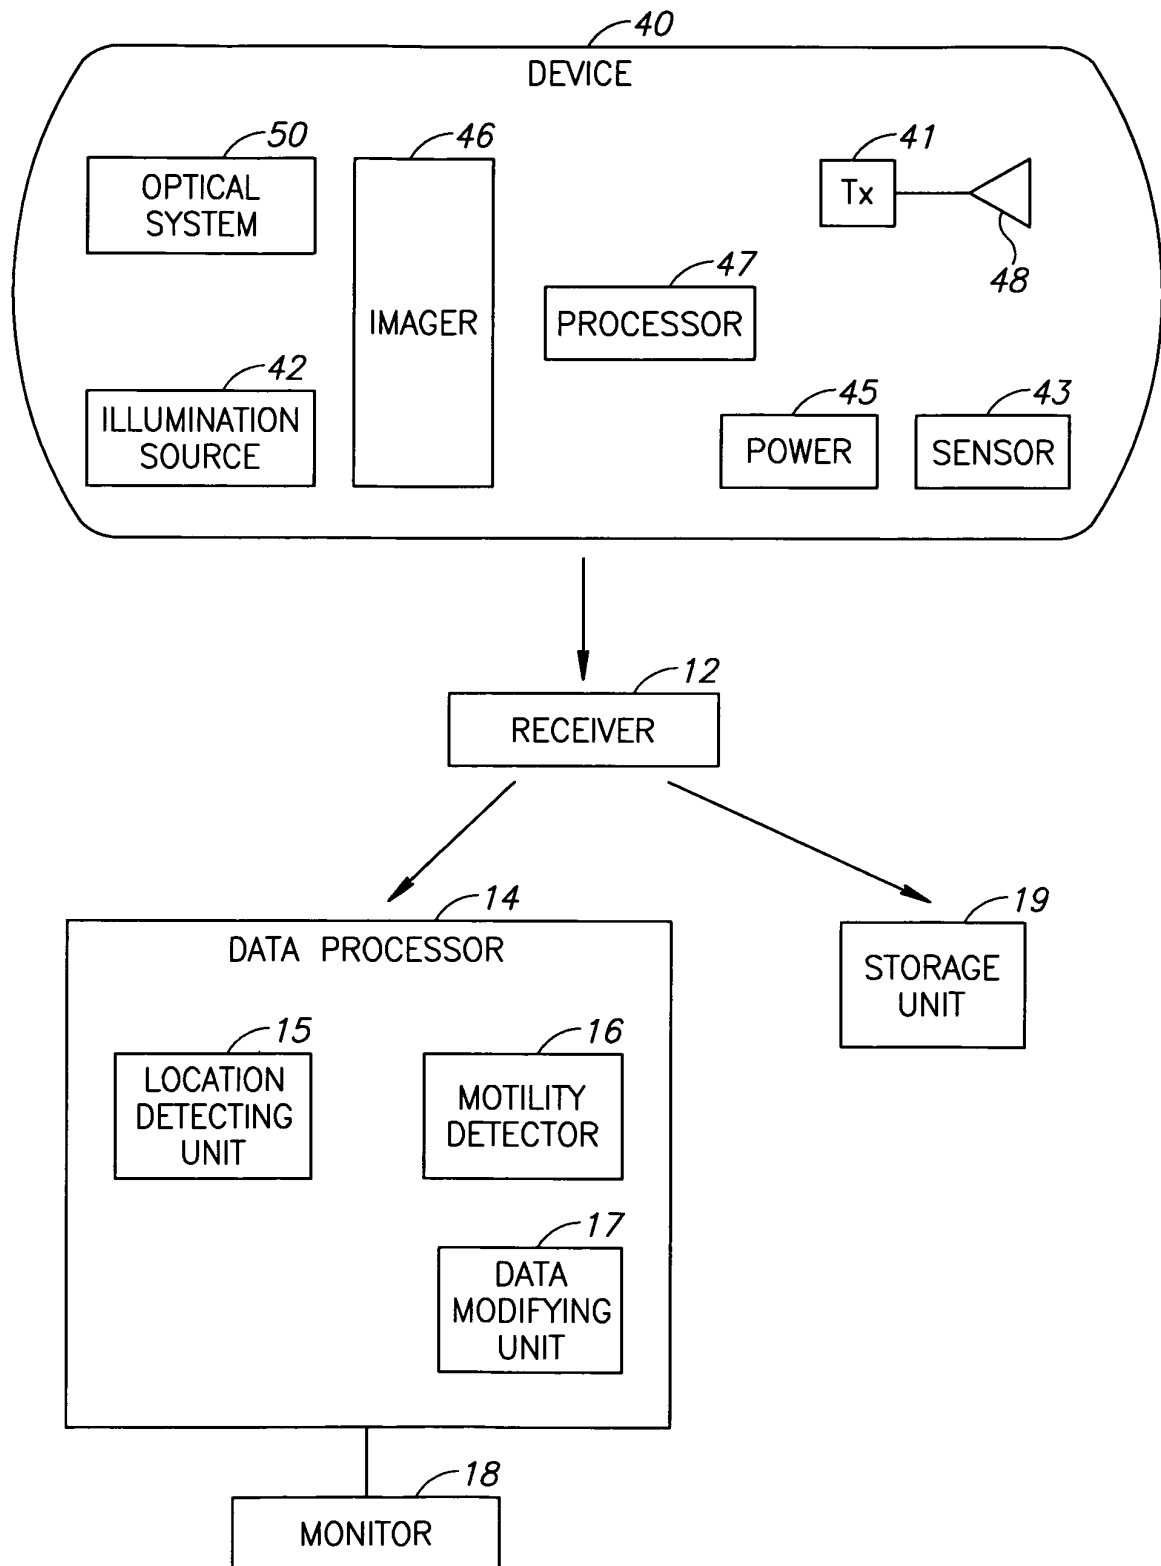 40
DEVICE
50
46
41
OPTICAL
SYSTEM
Tx
48
47
IMAGER
PROCESSOR
42
45
43
ILLUMINATION
SOURCE
POWER
SENSOR
12
RECEIVER
14
19
DATA PROCESSOR
STORAGE
UNIT
15
16
LOCATION
DETECTING
UNIT
MOTILITY
DETECTOR
17
DATA
MODIFYING
UNIT
18
MONITOR